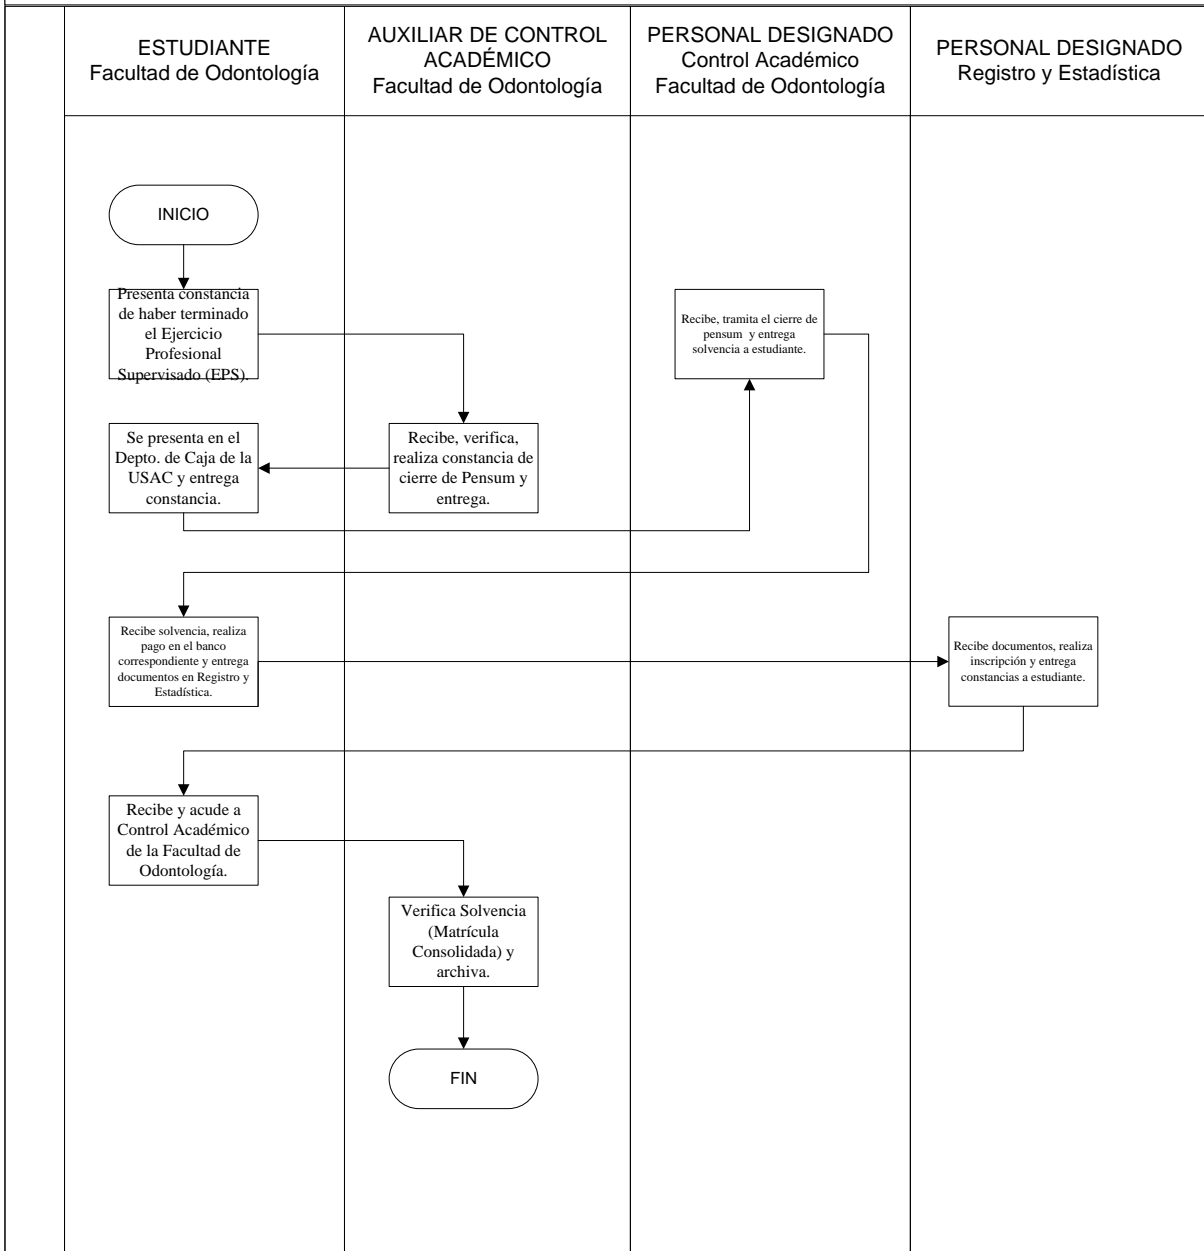 ESTUDIANTE
Facultad de Odontología
AUXILIAR DE CONTROL
ACADÉMICO
Facultad de Odontología
PERSONAL DESIGNADO
Control Académico
Facultad de Odontología
PERSONAL DESIGNADO
Registro y Estadística
INICIO
Presenta constancia
de haber terminado
el Ejercicio
Profesional
Supervisado (EPS).
Recibe, tramita el cierre de
pensum y entrega
solvencia a estudiante.
Se presenta en el
Depto. de Caja de la
USAC y entrega
constancia.
Recibe, verifica,
realiza constancia de
cierre de Pensum y
entrega.
Recibe solvencia, realiza
pago en el banco
correspondiente y entrega
documentos en Registro y
Estadística.
Recibe documentos, realiza
inscripción y entrega
constancias a estudiante.
Recibe y acude a
Control Académico
de la Facultad de
Odontología.
Verifica Solvencia
(Matrícula
Consolidada) y
archiva.
FIN